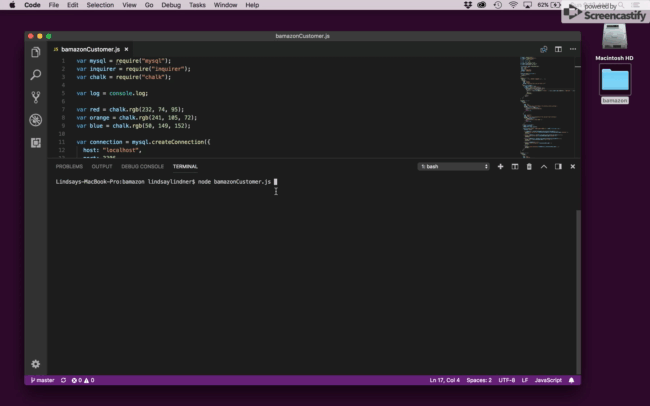 Code File Edit Selection View Go Debug Tasks Window Help 62%
powered by
Screencastify
bamazonCustomer.js
JS bamazonCustomer.js ×
1 var mysql = require("mysql");
2 var inquirer = require("inquirer");
3 var chalk = require("chalk");
4
5 var log = console.log;
6
7 var red = chalk.rgb(232, 74, 95);
8 var orange = chalk.rgb(241, 105, 72);
9 var blue = chalk.rgb(50, 149, 152);
10
11 var connection = mysql.createConnection({
12 host: "localhost",
Macintosh HD
bamazon
PROBLEMS OUTPUT DEBUG CONSOLE TERMINAL 1: bash
Lindsays-MacBook-Pro:bamazon lindsaylindner$ node bamazonCustomer.js
master 0 0 Ln 17, Col 4 Spaces: 2 UTF-8 LF JavaScript